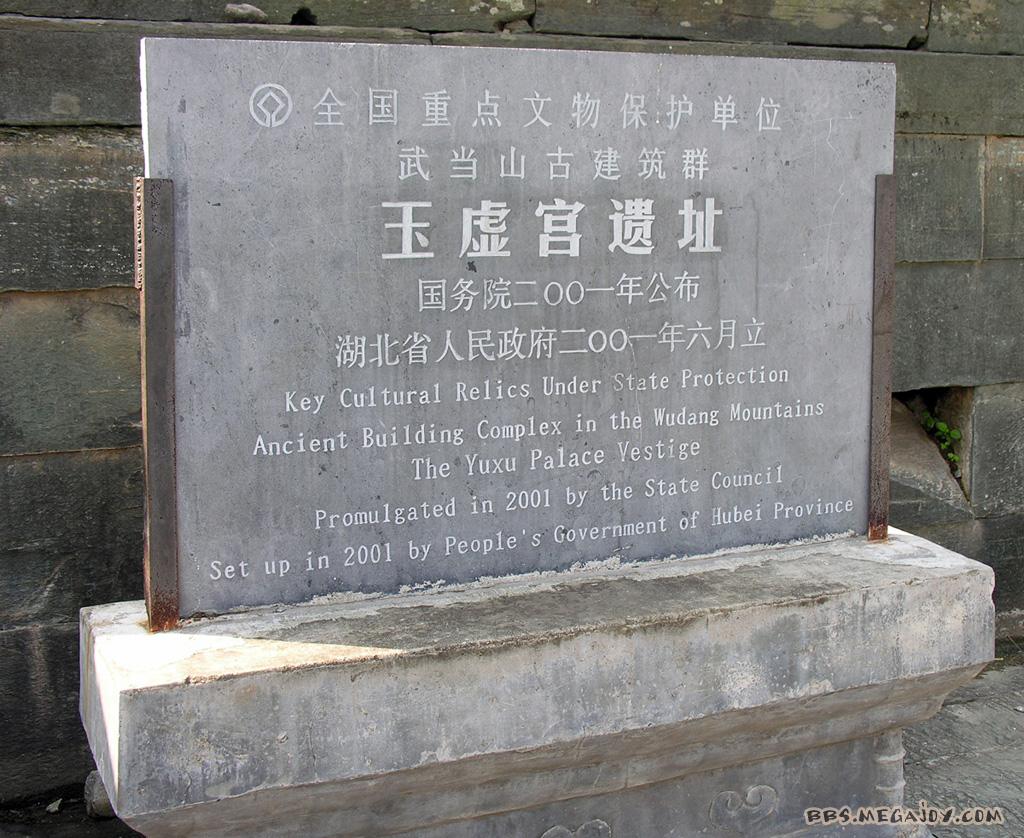 全国重点文物保护单位
武当山古建筑群
玉虚宫遗址
国务院二〇〇一年公布
湖北省人民政府二〇〇一年六月立
Key Cultural Relics Under State Protection
Ancient Building Complex in the Wudang Mountains
The Yuxu Palace Vestige
Promulgated in 2001 by the State Council
Set up in 2001 by People's Government of Hubei Province
BBS.MEGAJOY.COM